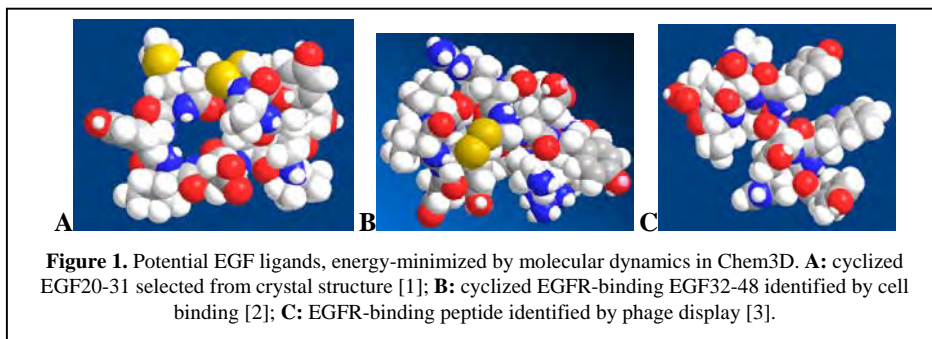 A B C
Figure 1. Potential EGF ligands, energy-minimized by molecular dynamics in Chem3D. A: cyclized
EGF20-31 selected from crystal structure [1]; B: cyclized EGFR-binding EGF32-48 identified by cell
binding [2]; C: EGFR-binding peptide identified by phage display [3].